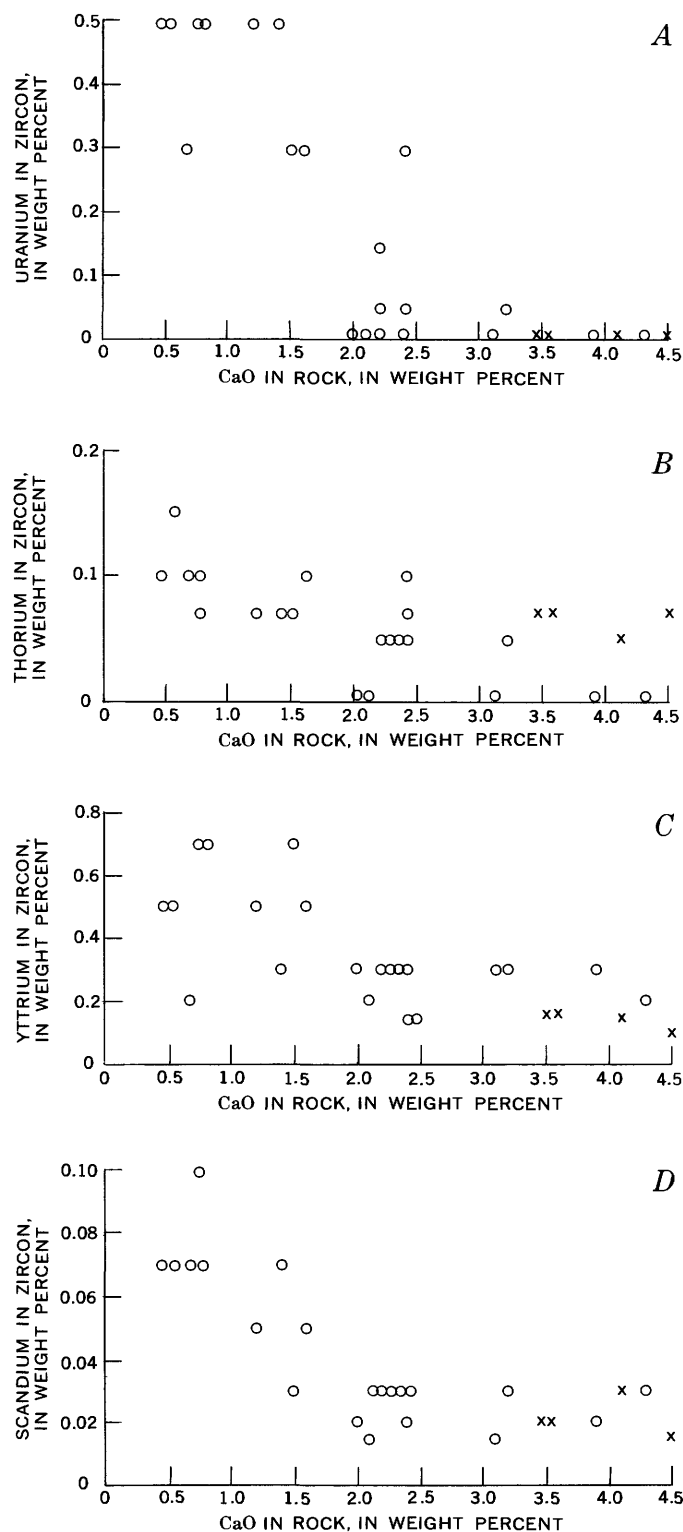 A
URANIUM IN ZIRCON,
IN WEIGHT PERCENT
0.5
0.4
0.3
0.2
0.1
0
0.5 1.0 1.5 2.0 2.5 3.0 3.5 4.0 4.5
CaO IN ROCK, IN WEIGHT PERCENT
B
THORIUM IN ZIRCON,
IN WEIGHT PERCENT
0.2
0.1
0
0.5 1.0 1.5 2.0 2.5 3.0 3.5 4.0 4.5
CaO IN ROCK, IN WEIGHT PERCENT
C
YTTRIUM IN ZIRCON,
IN WEIGHT PERCENT
0.8
0.6
0.4
0.2
0
0.5 1.0 1.5 2.0 2.5 3.0 3.5 4.0 4.5
CaO IN ROCK, IN WEIGHT PERCENT
D
SCANDIUM IN ZIRCON,
IN WEIGHT PERCENT
0.10
0.08
0.06
0.04
0.02
0
0.5 1.0 1.5 2.0 2.5 3.0 3.5 4.0 4.5
CaO IN ROCK, IN WEIGHT PERCENT